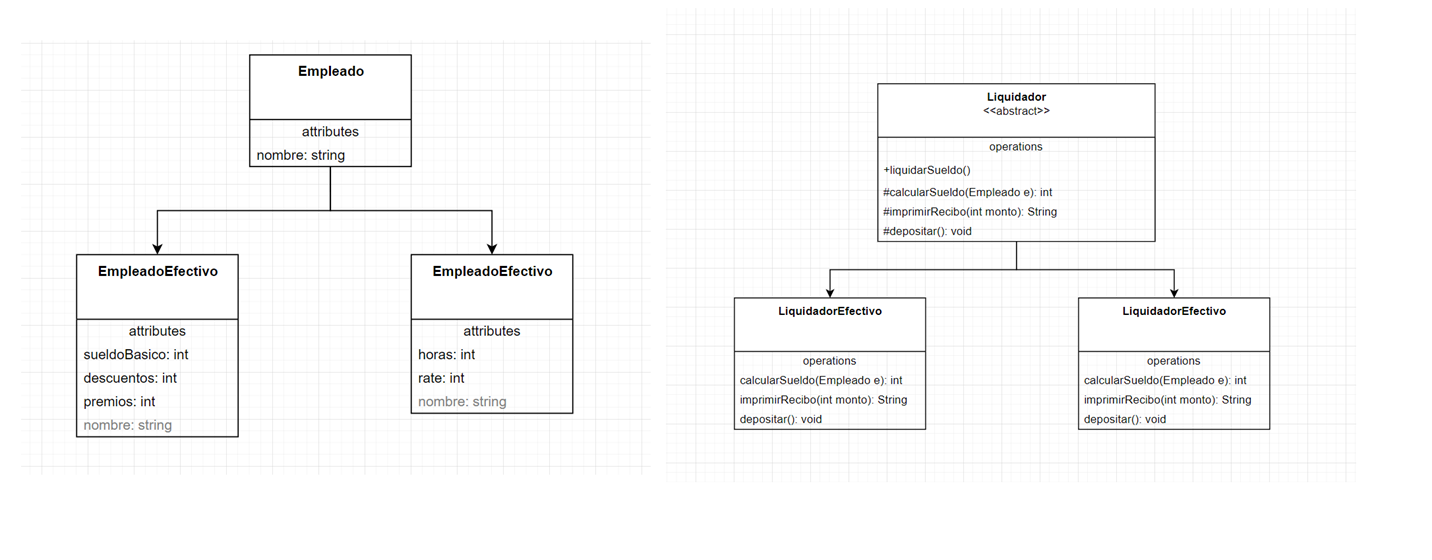 Empleado
attributes
nombre: string
EmpleadoEfectivo
attributes
sueldoBasico: int
descuentos: int
premios: int
nombre: string
EmpleadoEfectivo
attributes
horas: int
rate: int
nombre: string
Liquidador
<<abstract>>
operations
+liquidarSueldo()
#calcularSueldo(Empleado e): int
#imprimirRecibo(int monto): String
#depositar(): void
LiquidadorEfectivo
operations
calcularSueldo(Empleado e): int
imprimirRecibo(int monto): String
depositar(): void
LiquidadorEfectivo
operations
calcularSueldo(Empleado e): int
imprimirRecibo(int monto): String
depositar(): void